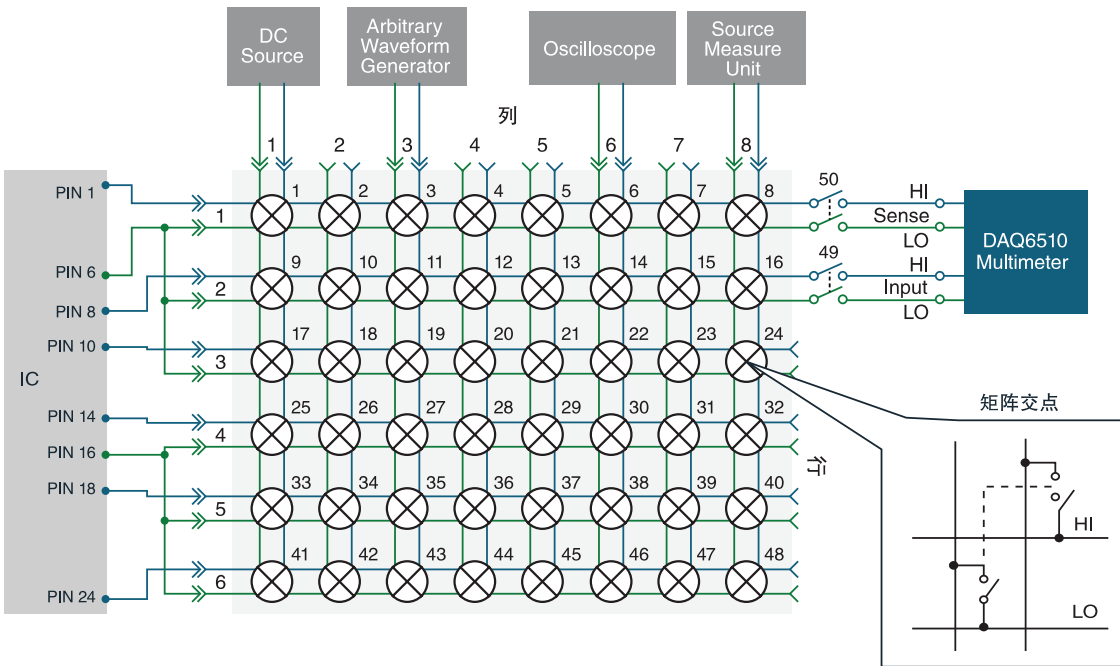 DC
Source
Arbitrary
Waveform
Generator
Oscilloscope
Source
Measure
Unit
列
1 2 3 4 5 6 7 8
PIN 1
PIN 6
PIN 8
PIN 10
IC
PIN 14
PIN 16
PIN 18
PIN 24
1 1 2 3 4 5 6 7 8
2 9 10 11 12 13 14 15 16
3 17 18 19 20 21 22 23 24
4 25 26 27 28 29 30 31 32
5 33 34 35 36 37 38 39 40
6 41 42 43 44 45 46 47 48
行
50
HI
Sense
LO
49
HI
Input
LO
DAQ6510
Multimeter
矩阵交点
HI
LO